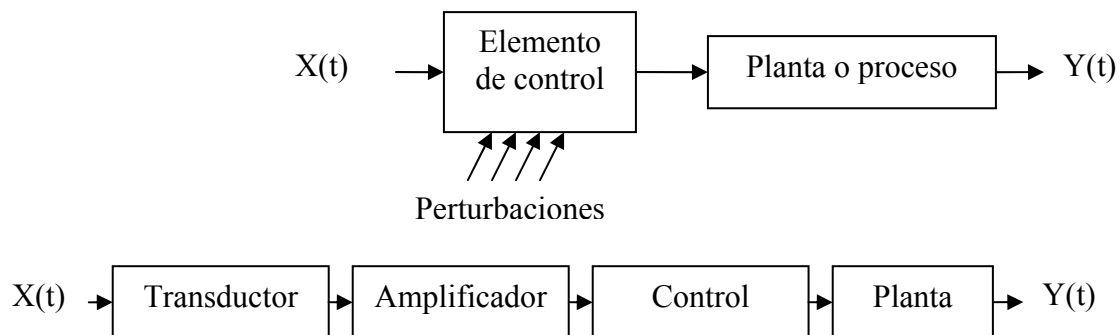 X(t)
Elemento
de control
Planta o proceso
Y(t)
Perturbaciones
X(t)
Transductor
Amplificador
Control
Planta
Y(t)